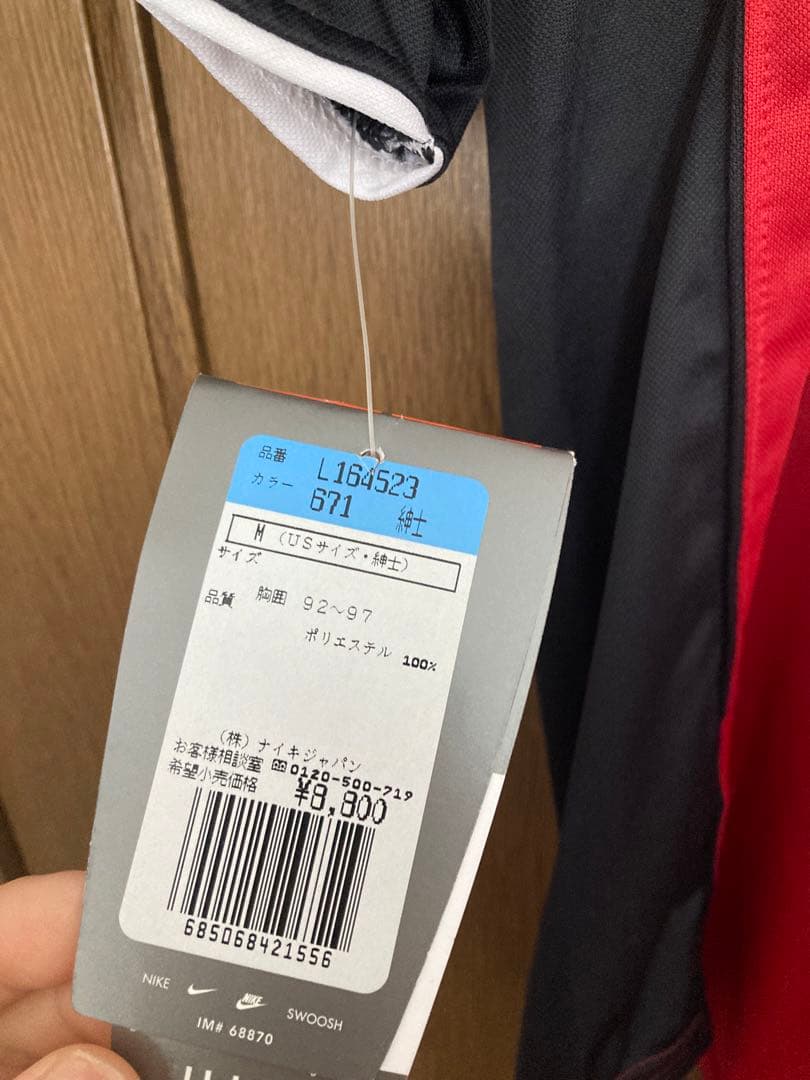 品番 L164523
カラー 671 紳士
M (USサイズ・紳士)
サイズ
品質 胸囲 92～97
ポリエステル 100%
(株) ナイキジャパン
お客様相談室 0120-500-719
希望小売価格 ¥8,800
685068421556
NIKE NIKE SWOOSH
IM# 68870